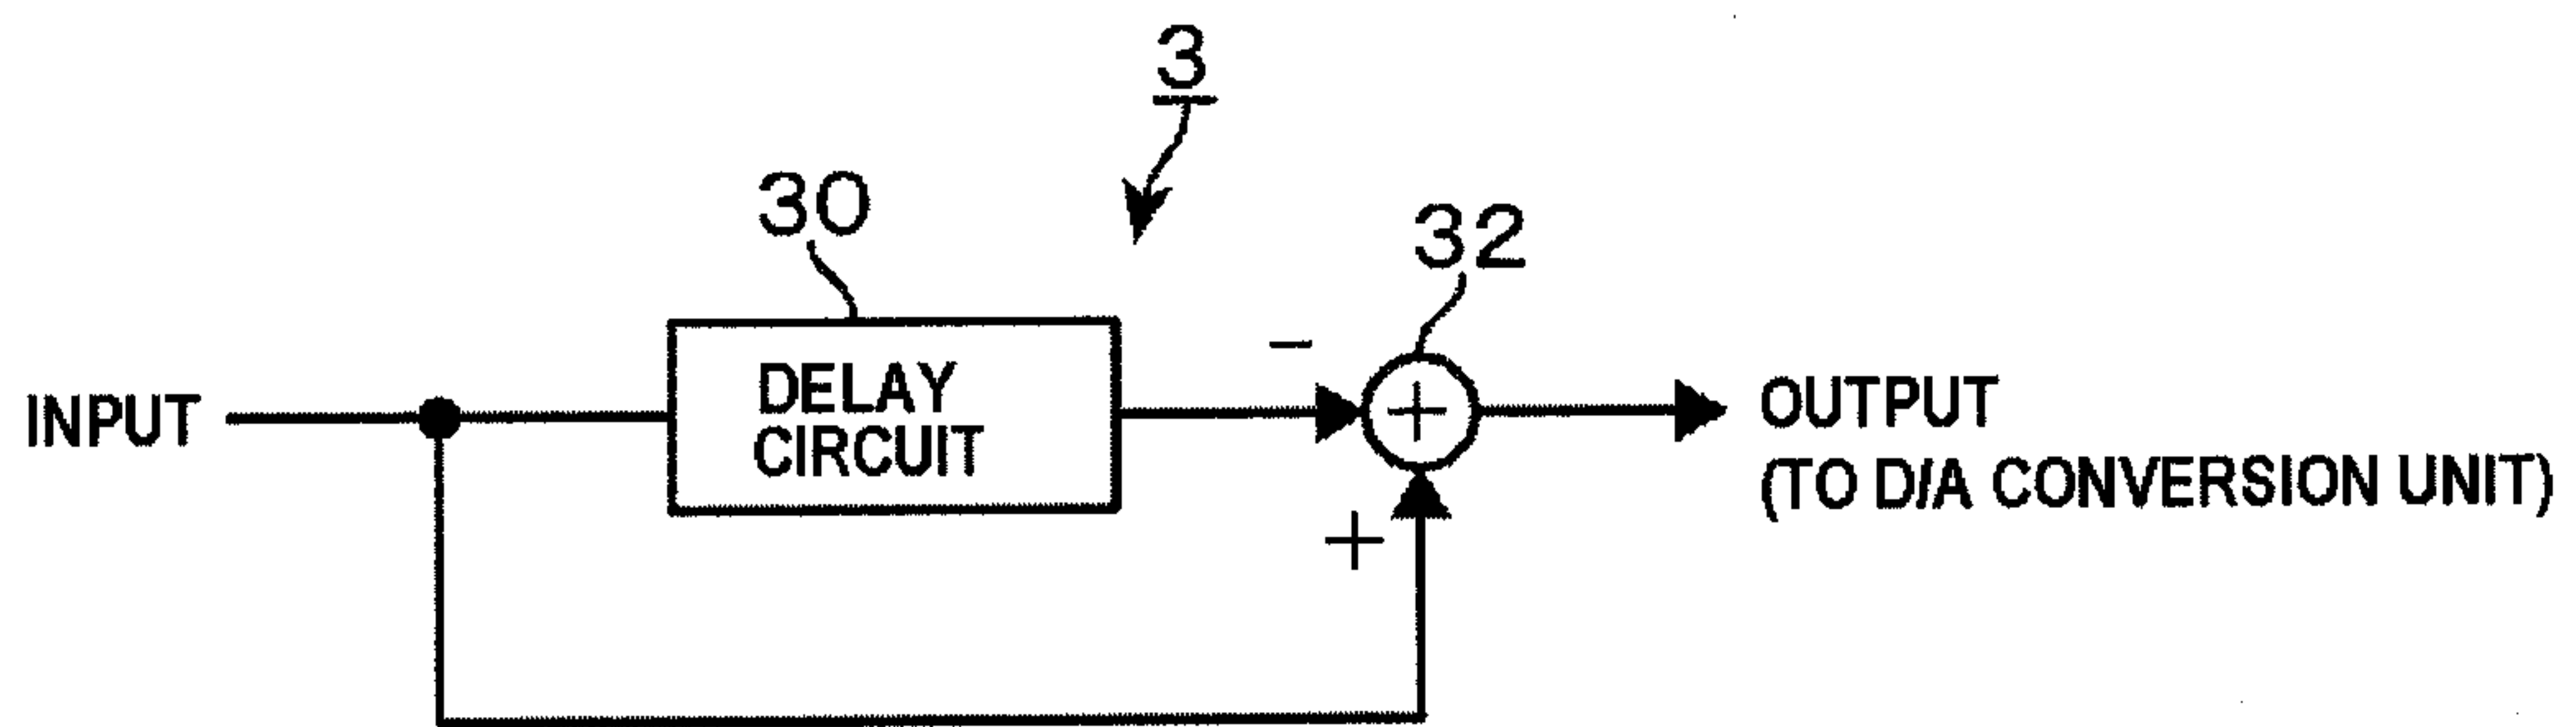 3
30
32
−
INPUT
DELAY
CIRCUIT
+
OUTPUT
(TO D/A CONVERSION UNIT)
+